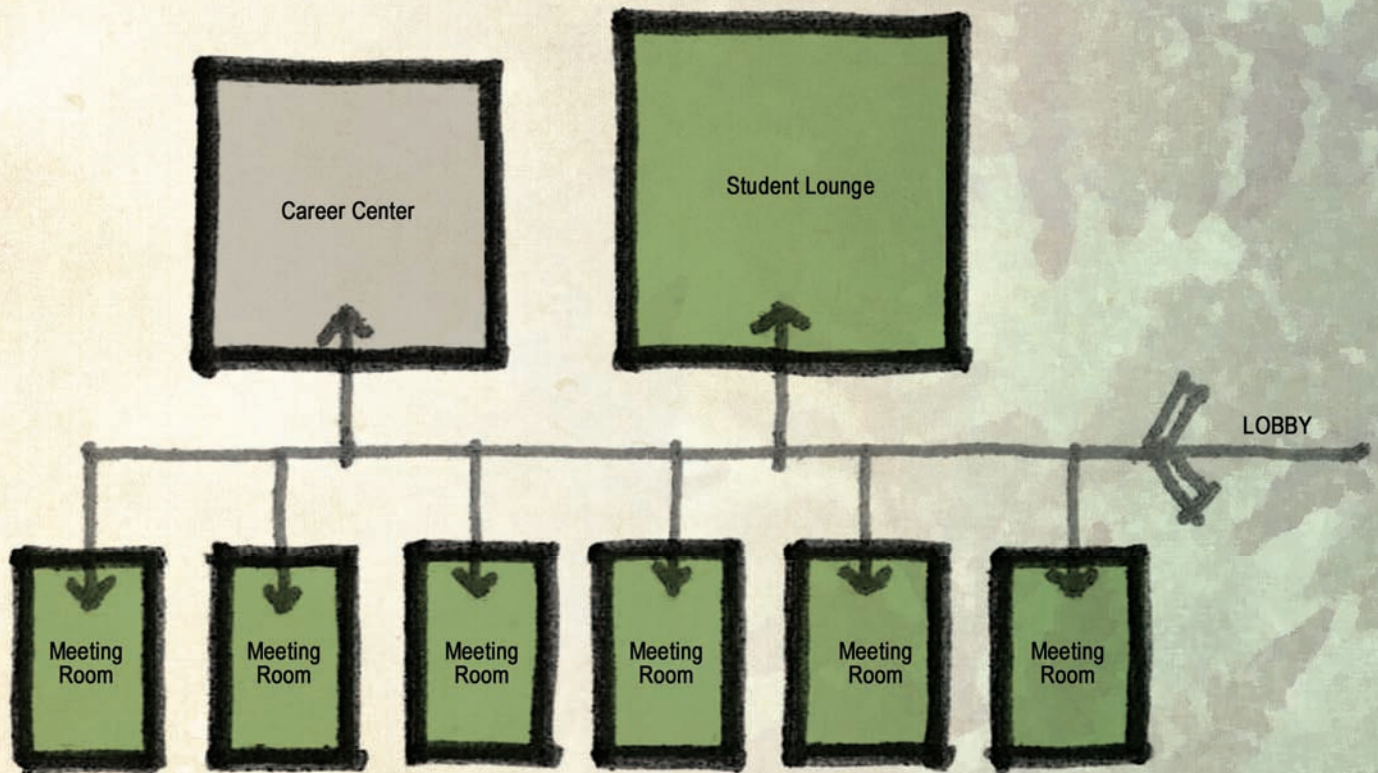 Student Lounge
Career Center
LOBBY
Meeting
Room
Meeting
Room
Meeting
Room
Meeting
Room
Meeting
Room
Meeting
Room